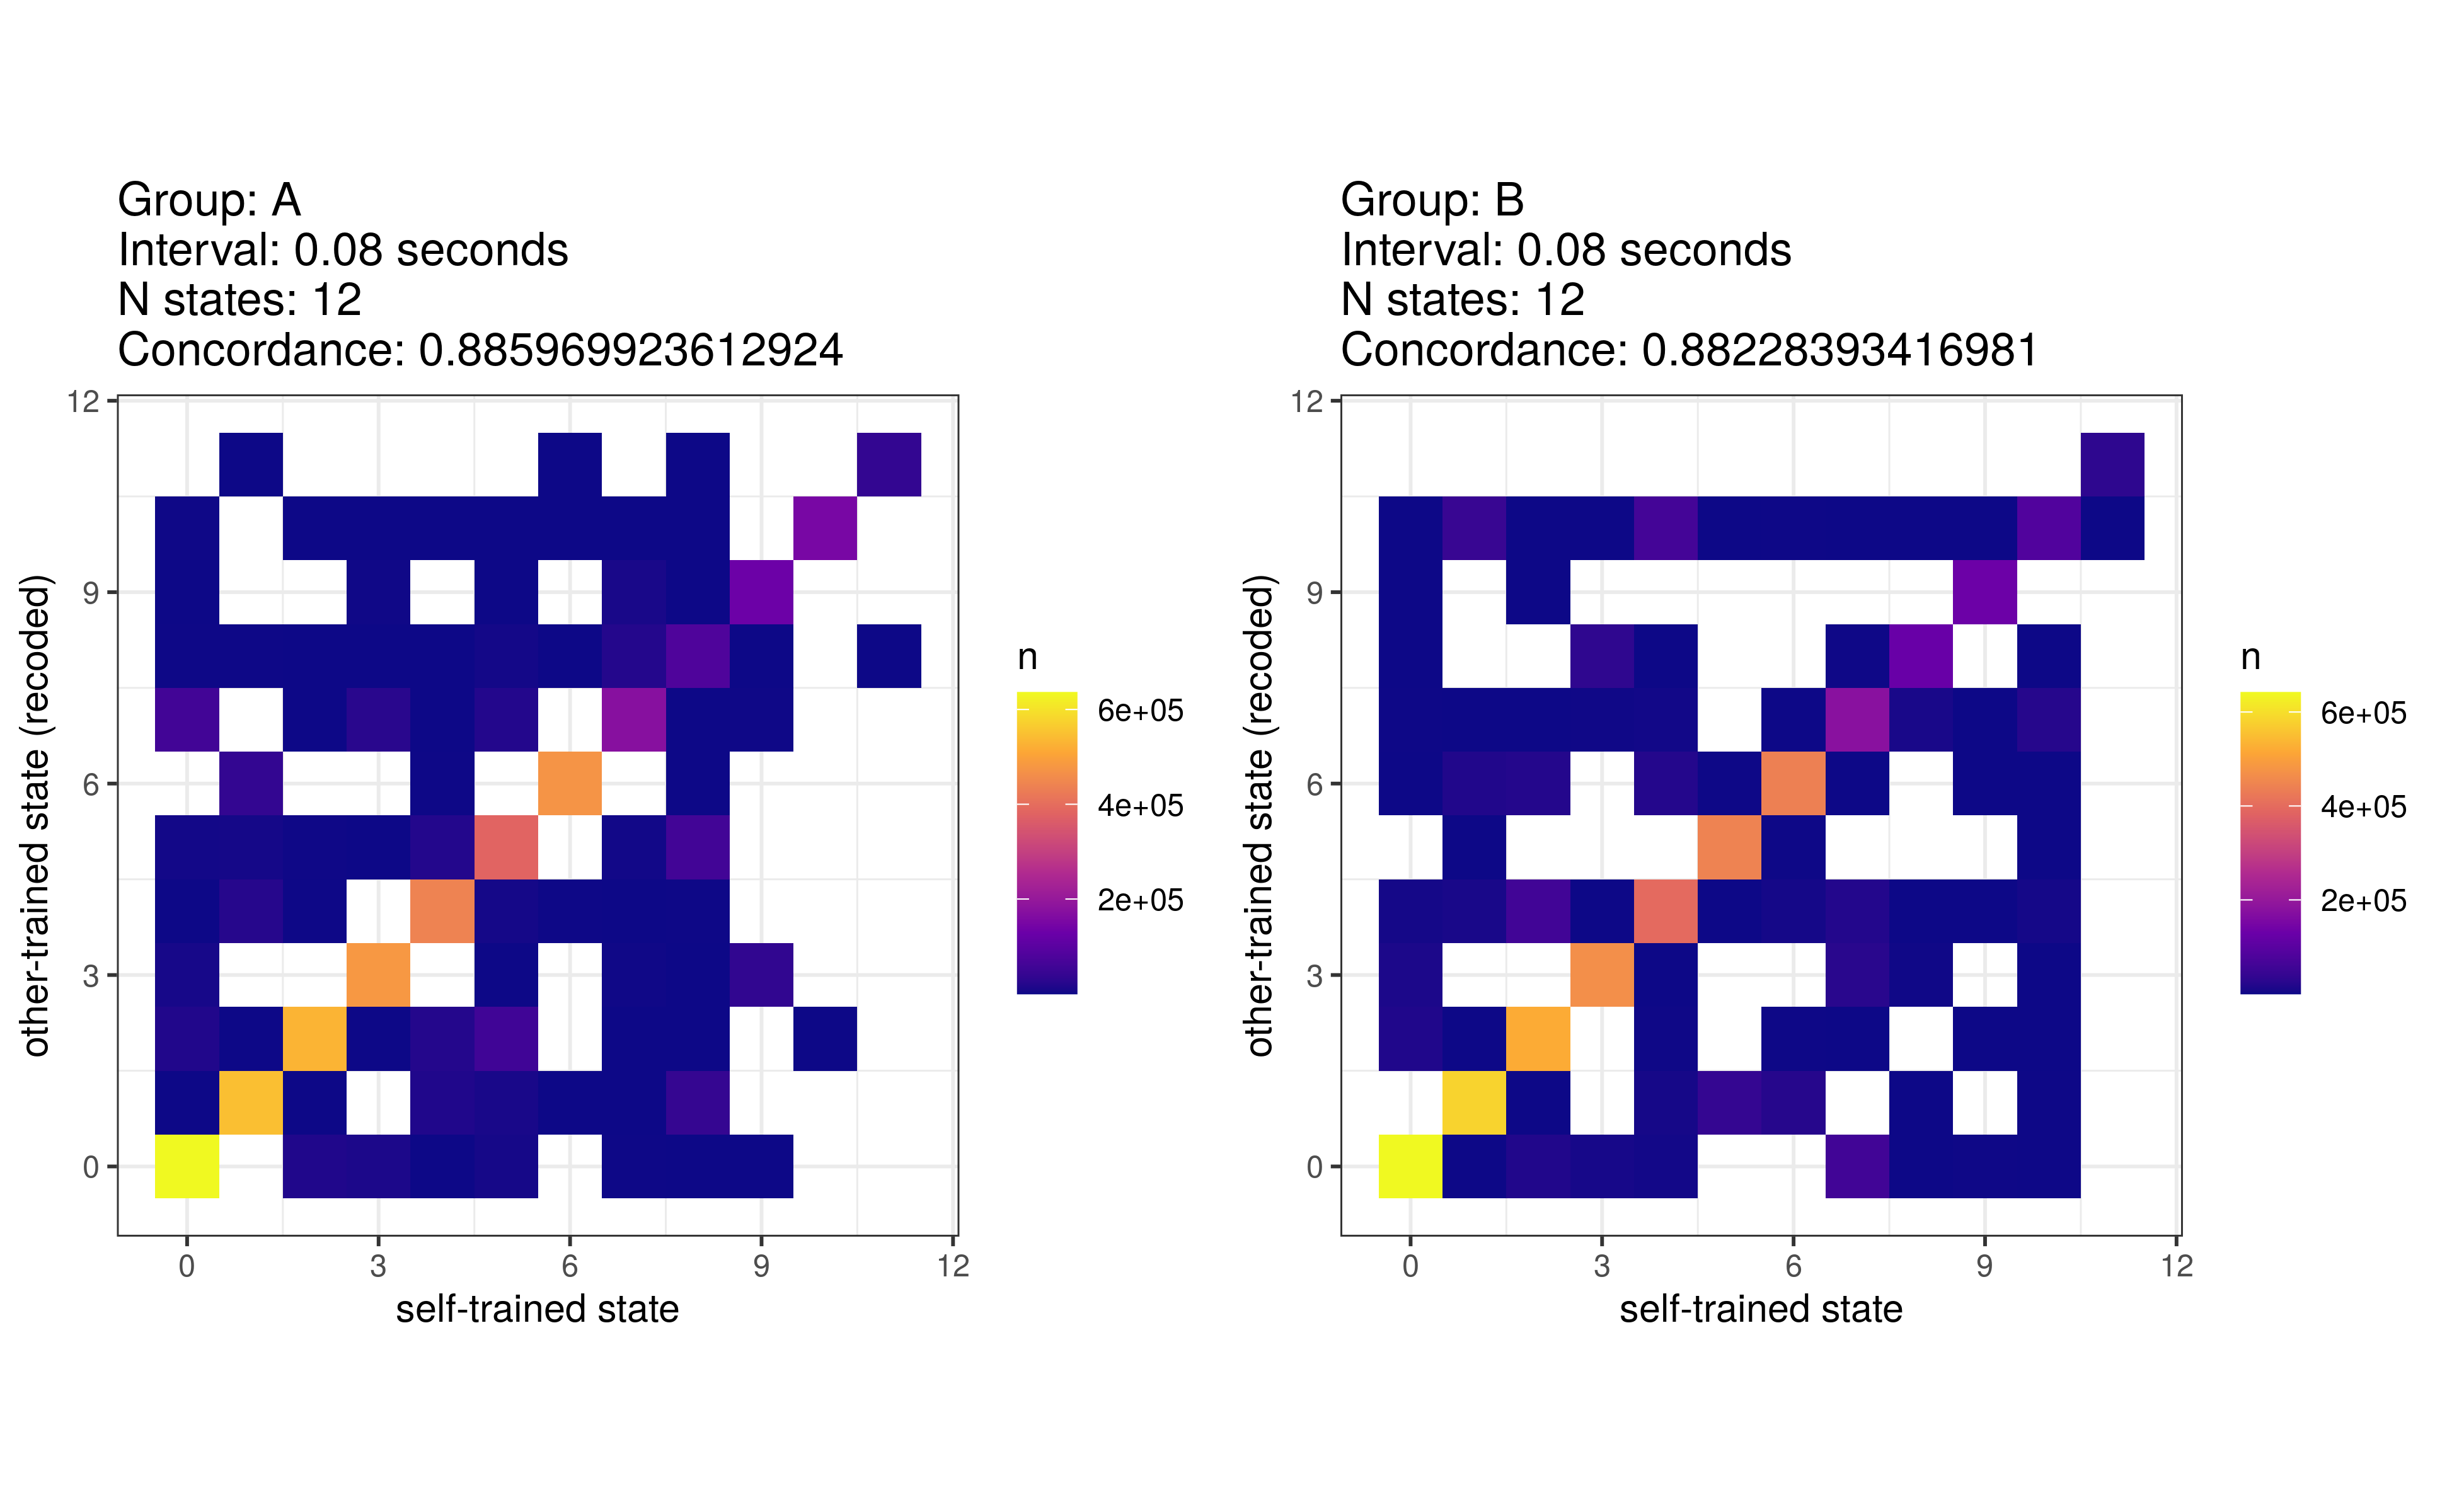 Group: A
Interval: 0.08 seconds
N states: 12
Concordance: 0.885969923612924
12
9
6
3
0
other-trained state (recoded)
0 3 6 9 12
self-trained state
n
6e+05
4e+05
2e+05
Group: B
Interval: 0.08 seconds
N states: 12
Concordance: 0.88228393416981
12
9
6
3
0
other-trained state (recoded)
0 3 6 9 12
self-trained state
n
6e+05
4e+05
2e+05